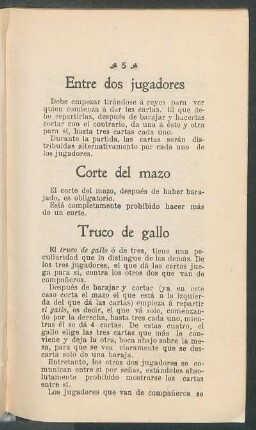 5
Entre dos jugadores
Debe empezar tirándose á reyes para ver
quien comienza á dar las cartas. El que de-
be repartirlas, después de barajar y hacerlas
cortar con el contrario, da una á éste y otra
para sí, hasta tres cartas cada uno.
Durante la partida, las cartas serán
distribuídas alternativamente por cada uno de
los jugadores.
Corte del mazo
El corte del mazo, después de haber bara-
jado, es obligatorio.
Está completamente prohibido hacer más
de un corte.
Truco de gallo
El truco de gallo ó de tres, tiene una pe-
culiaridad que lo distingue de los demás. De
los tres jugadores, el que dá las cartas jue-
ga para sí, contra los otros dos que van de
compañeros.
Después de barajar y cortar (ya en este
caso corta el mazo el que está á la izquier-
da del que dá las cartas) empieza á repartir
al gallo, es decir, el que vá solo, comenzan-
do por la derecha, hasta tres cada uno, mien-
tras él se dá 4 cartas. De estas cuatro, el
gallo elige las tres cartas que más le con-
viene y deja la otra, boca abajo sobre la me-
sa, para que se vea claramente que se des-
carta solo de una baraja.
Entretanto, los otros dos jugadores se co-
munican entre sí por señas, estándoles abso-
lutamente prohibido mostrarse las cartas
entre sí.
Los jugadores que van de compañeros se